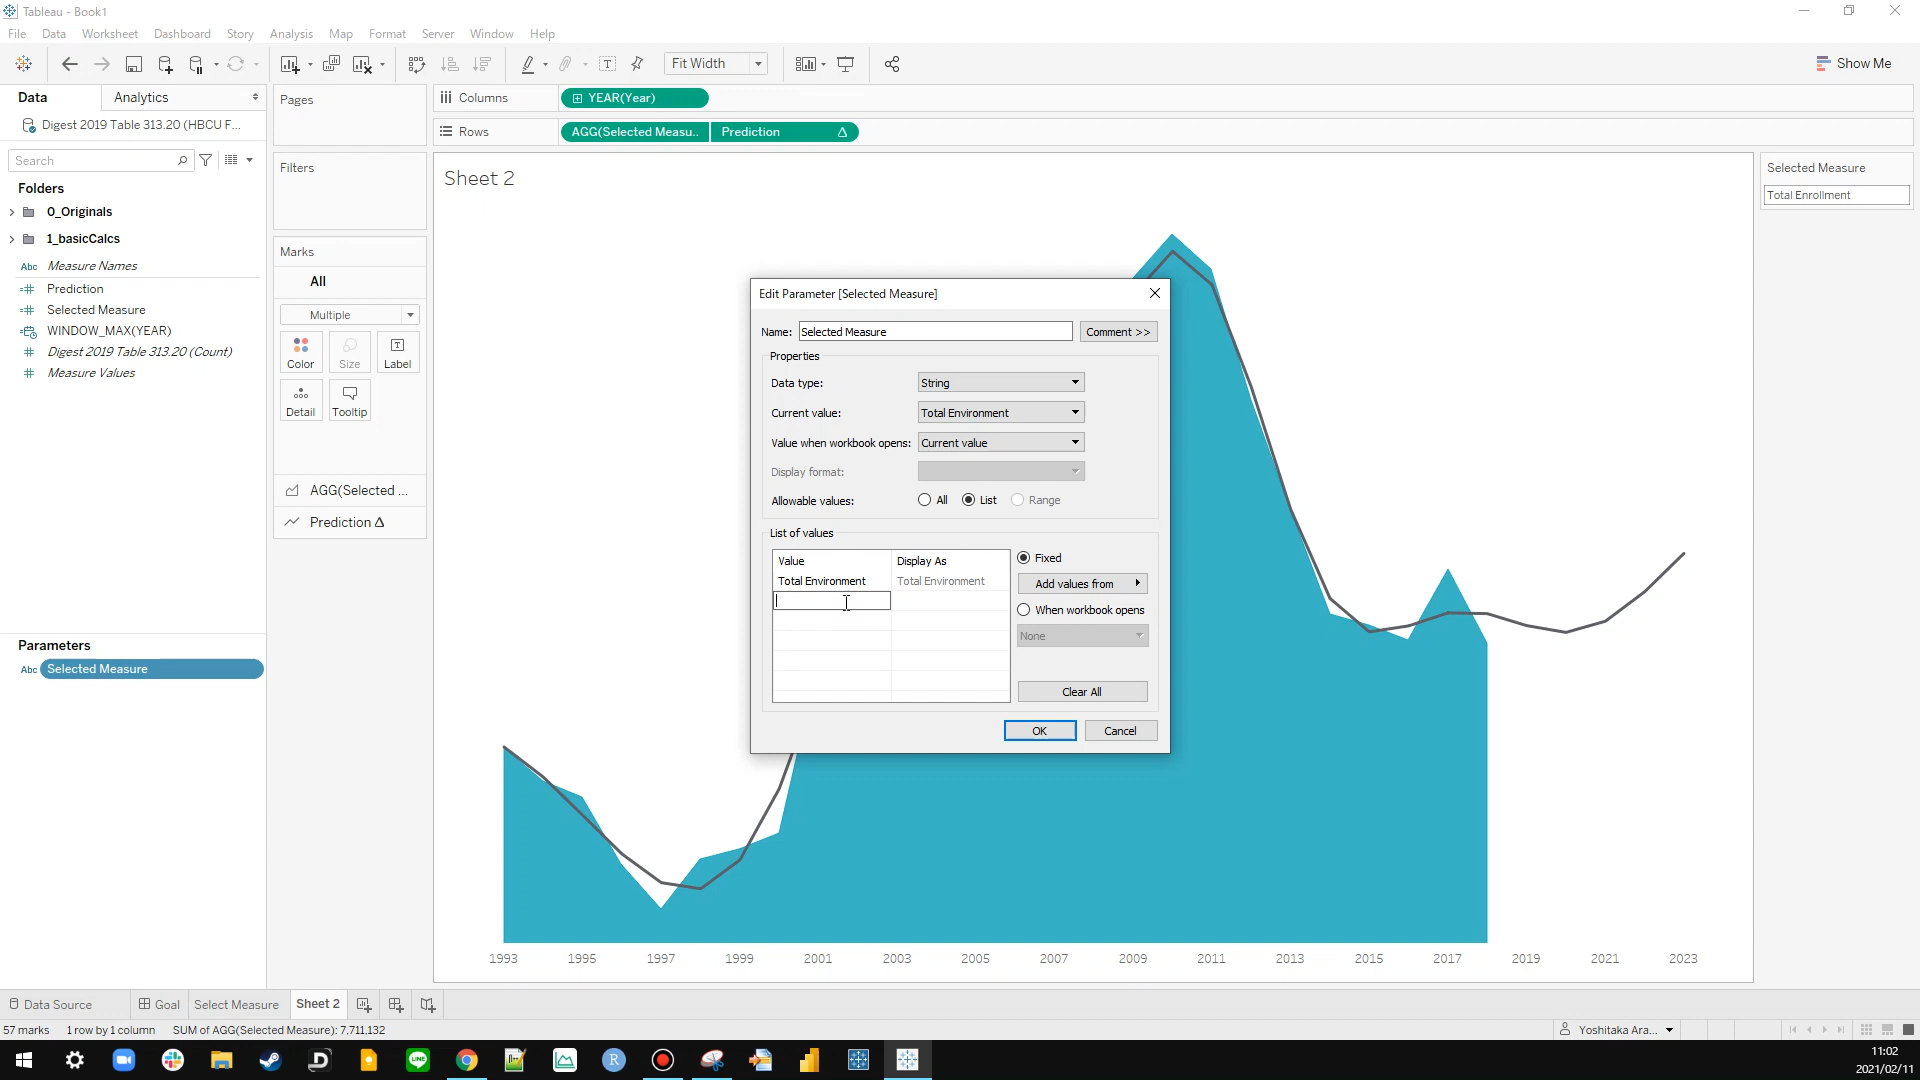 Tableau - Book1
File Data Worksheet Dashboard Story Analysis Map Format Server Window Help
Fit Width
Show Me
Data Analytics
Pages
Columns YEAR(Year)
Digest 2019 Table 313.20 (HBCU F...
Rows AGG(Selected Measu.. Prediction Δ
Search
Filters
Sheet 2
Selected Measure
Total Enrollment
Folders
0_Originals
1_basicCalcs
Abc Measure Names
Prediction
Selected Measure
WINDOW_MAX(YEAR)
Digest 2019 Table 313.20 (Count)
Measure Values
Marks
All
Multiple
Color Size Label
Detail Tooltip
AGG(Selected ...
Prediction Δ
Edit Parameter [Selected Measure]
Name: Selected Measure Comment >>
Properties
Data type: String
Current value: Total Environment
Value when workbook opens: Current value
Display format:
Allowable values: All List Range
List of values
Value Display As
Total Environment Total Environment
Fixed
Add values from
When workbook opens
None
Clear All
OK Cancel
Parameters
Abc Selected Measure
1993 1995 1997 1999 2001 2003 2005 2007 2009 2011 2013 2015 2017 2019 2021 2023
Data Source Goal Select Measure Sheet 2
57 marks 1 row by 1 column SUM of AGG(Selected Measure): 7,711,132
Yoshitaka Ara...
LINE
R
11:02
2021/02/11